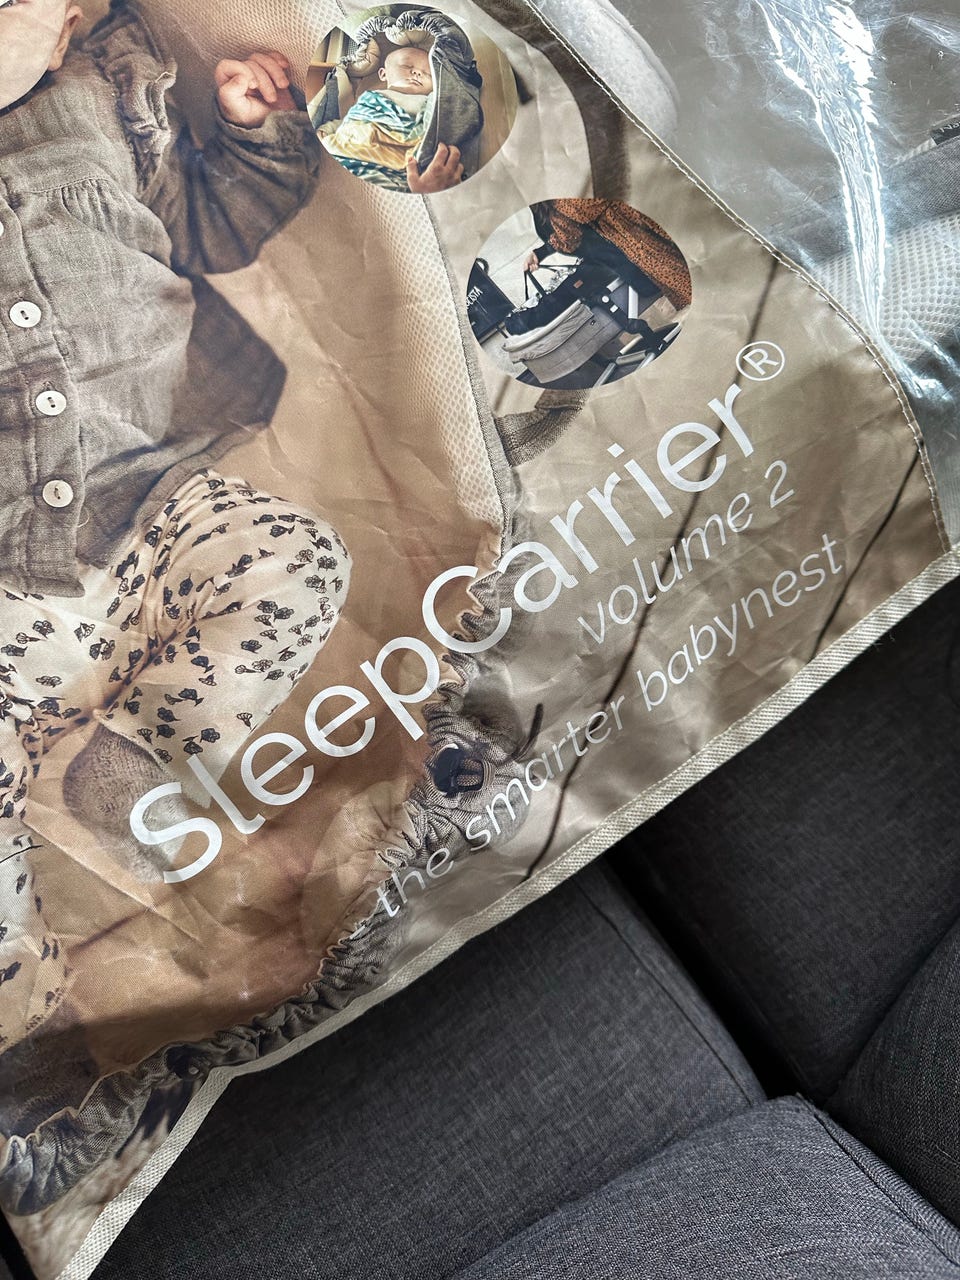 sleepCarrier®
volume 2
- the smarter babynest